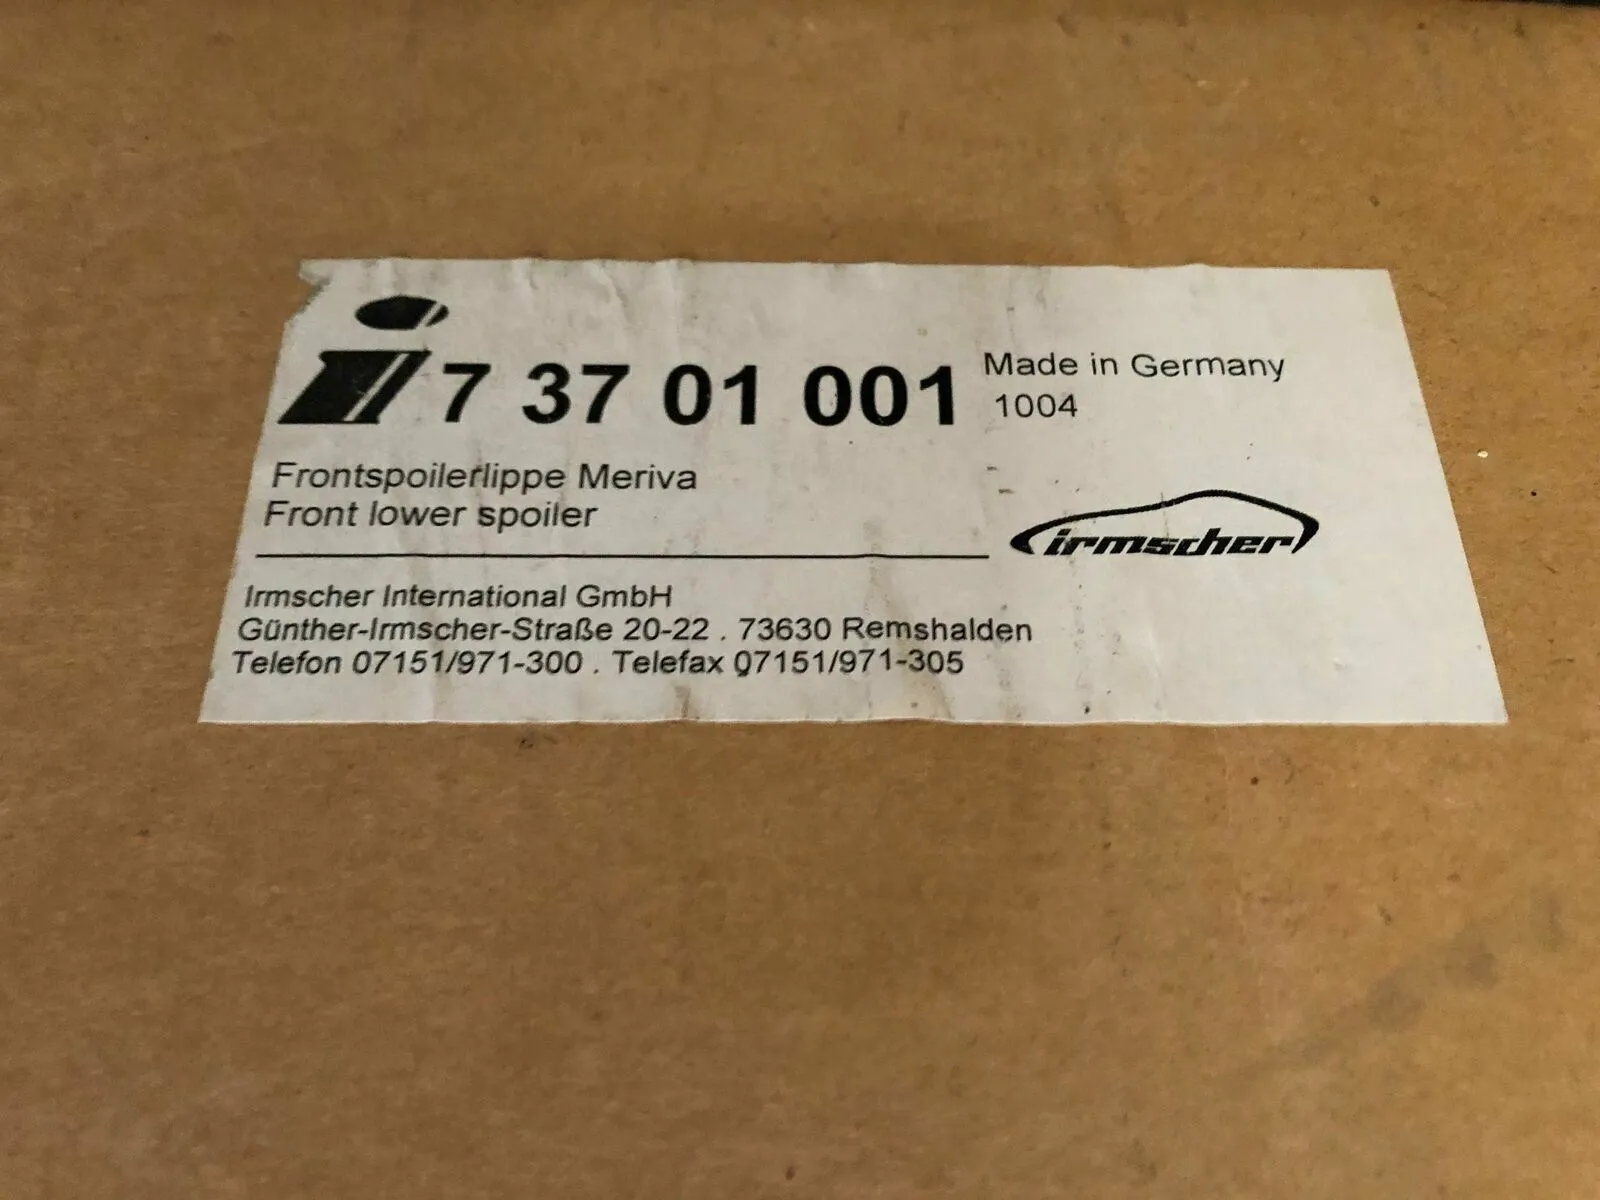 i 7 37 01 001
Made in Germany
1004
Frontspoilerlippe Meriva
Front lower spoiler
irmscher
Irmscher International GmbH
Günther-Irmscher-Straße 20-22 . 73630 Remshalden
Telefon 07151/971-300 . Telefax 07151/971-305